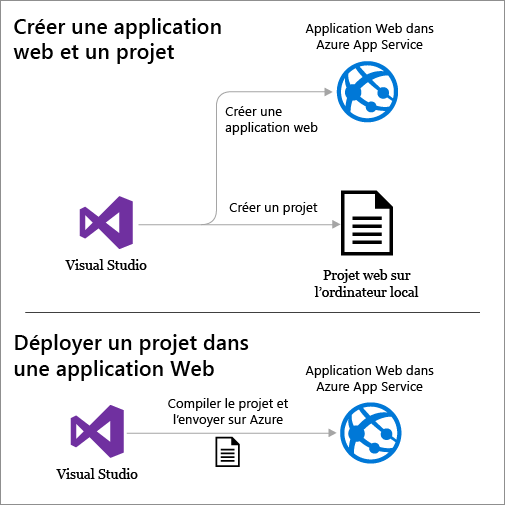 Créer une application
web et un projet
Application Web dans
Azure App Service
Créer une
application web
Créer un projet
Visual Studio
Projet web sur
l’ordinateur local
Déployer un projet dans
une application Web
Application Web dans
Azure App Service
Compiler le projet et
l’envoyer sur Azure
Visual Studio